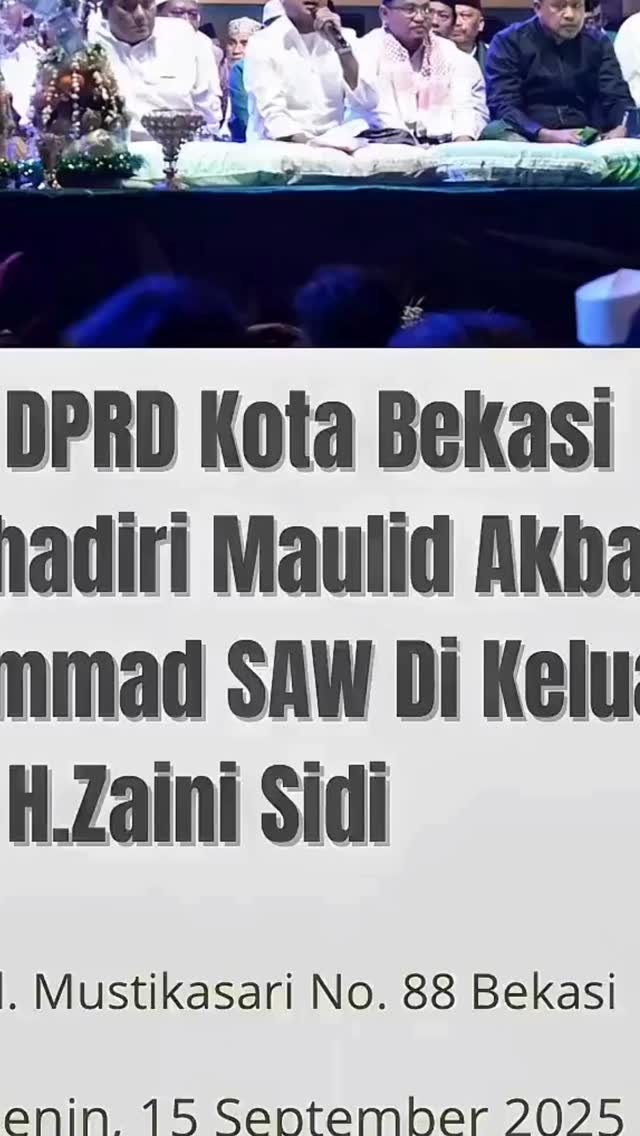 DPRD Kota Bekasi
hadiri Maulid Akba
mmad SAW Di Kelua
H.Zaini Sidi
l. Mustikasari No. 88 Bekasi
enin, 15 September 2025